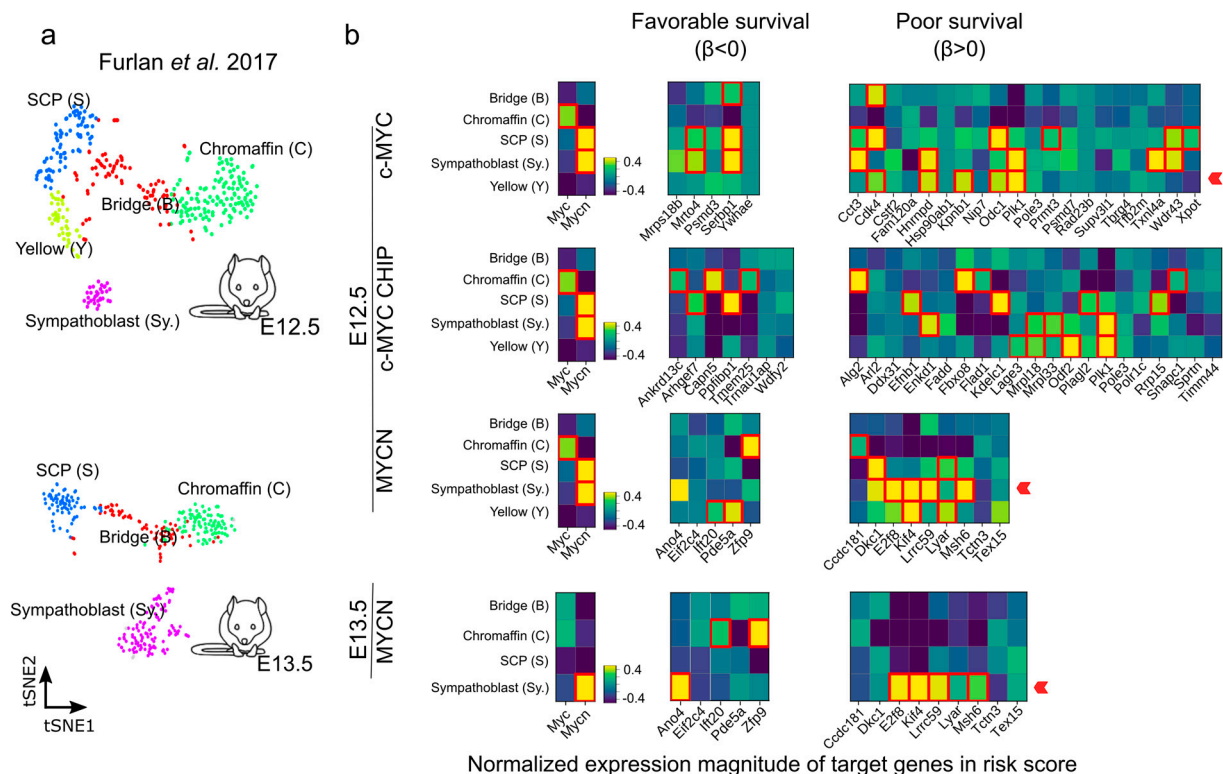 a
Furlan et al. 2017
SCP (S)
Chromaffin (C)
Bridge (B)
Yellow (Y)
Sympathoblast (Sy.)
E12.5
SCP (S)
Chromaffin (C)
Bridge (B)
Sympathoblast (Sy.)
E13.5
tSNE2
tSNE1
b
Favorable survival
(β<0)
Poor survival
(β>0)
E12.5
c-MYC
Bridge (B)
Chromaffin (C)
SCP (S)
Sympathoblast (Sy.)
Yellow (Y)
0.4
-0.4
Myc
Mycn
Mrps18b
Mrto4
Psmd3
Serbp1
Ywhae
Cct3
Cdk4
Cstf2
Fam120a
Hnrnpd
Hsp90ab1
Kpnb1
Nip7
Odc1
Plk1
Pole3
Prmt3
Psma7
Rad23b
Supv3l1
Tbpg4
Tfb2m
Txnl4a
Wdr43
Xpot
c-MYC CHIP
Bridge (B)
Chromaffin (C)
SCP (S)
Sympathoblast (Sy.)
Yellow (Y)
0.4
-0.4
Myc
Mycn
Ankrd13c
Arhgef7
Capn5
Ppfibp1
Tmem25
Trnau1ap
Wdfy2
Alg2
Arf2
Ddx31
Efnb1
Enkd1
Fadd
Fbxo8
Flad1
Kdelc1
Lage3
Mrpl18
Mrpl33
Odf2
Plagl2
Plk1
Pole3
Polr1c
Rrp15
Snapc1
Sprtn
Timm44
MYCN
Bridge (B)
Chromaffin (C)
SCP (S)
Sympathoblast (Sy.)
Yellow (Y)
0.4
-0.4
Myc
Mycn
Ano4
Eif2c4
Ift20
Pde5a
Zfp9
Ccdc181
Dkc1
E2f8
Kif4
Lrrc59
Lyar
Msh6
Tctn3
Tex15
E13.5
MYCN
Bridge (B)
Chromaffin (C)
SCP (S)
Sympathoblast (Sy.)
0.4
-0.4
Myc
Mycn
Ano4
Eif2c4
Ift20
Pde5a
Zfp9
Ccdc181
Dkc1
E2f8
Kif4
Lrrc59
Lyar
Msh6
Tctn3
Tex15
Normalized expression magnitude of target genes in risk score